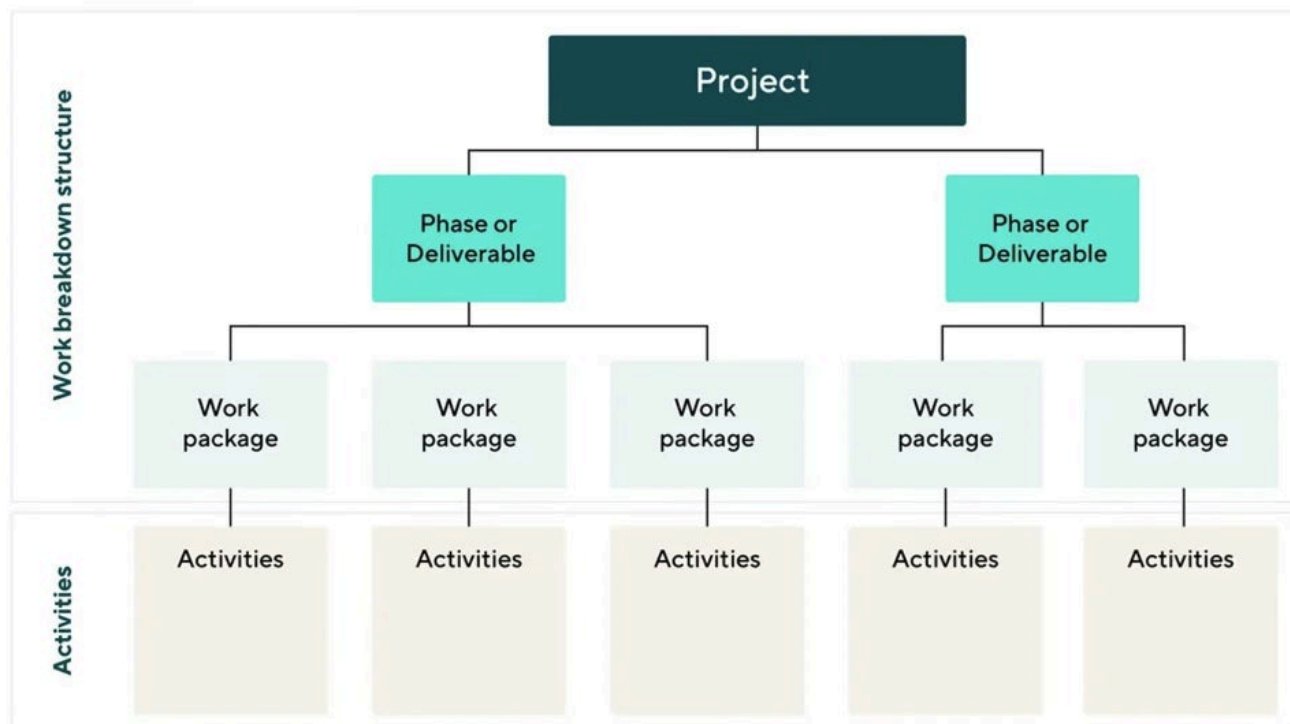 Work breakdown structure
Project
Phase or
Deliverable
Phase or
Deliverable
Work
package
Work
package
Work
package
Work
package
Work
package
Activities
Activities
Activities
Activities
Activities
Activities